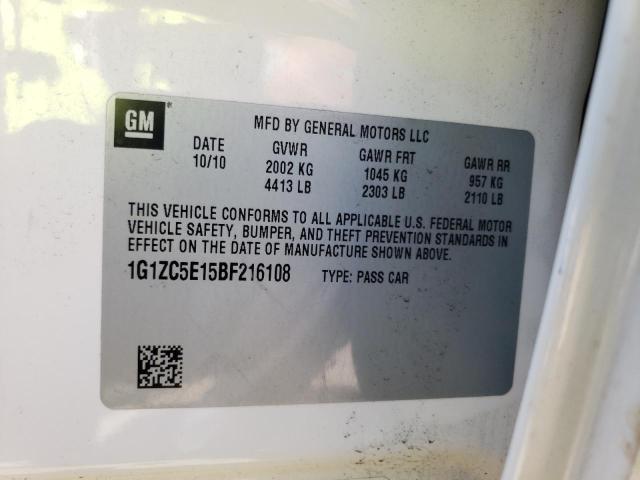 GM
MFD BY GENERAL MOTORS LLC
DATE GVWR GAWR FRT GAWR RR
10/10 2002 KG 1045 KG 957 KG
4413 LB 2303 LB 2110 LB
THIS VEHICLE CONFORMS TO ALL APPLICABLE U.S. FEDERAL MOTOR
VEHICLE SAFETY, BUMPER, AND THEFT PREVENTION STANDARDS IN
EFFECT ON THE DATE OF MANUFACTURE SHOWN ABOVE.
1G1ZC5E15BF216108 TYPE: PASS CAR